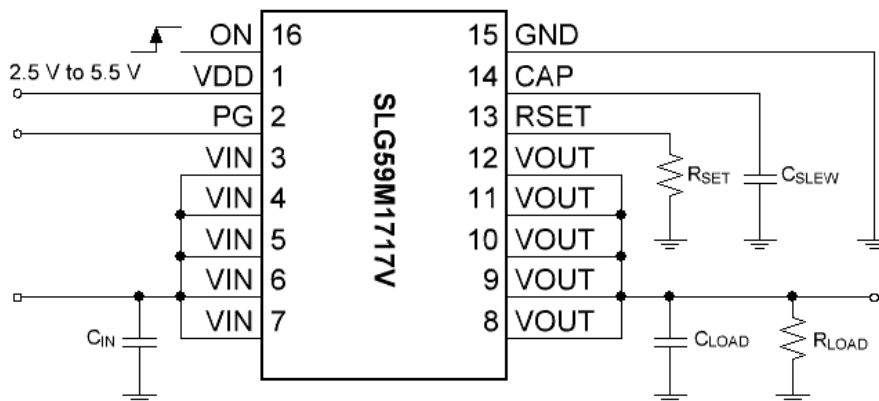 ON 16 15 GND
2.5 V to 5.5 V VDD 1 14 CAP
PG 2 13 RSET
VIN 3 12 VOUT
VIN 4 11 VOUT
VIN 5 10 VOUT
VIN 6 9 VOUT
VIN 7 8 VOUT
SLG59M1717V
RSET
CSLEW
CIN
CLOAD
RLOAD